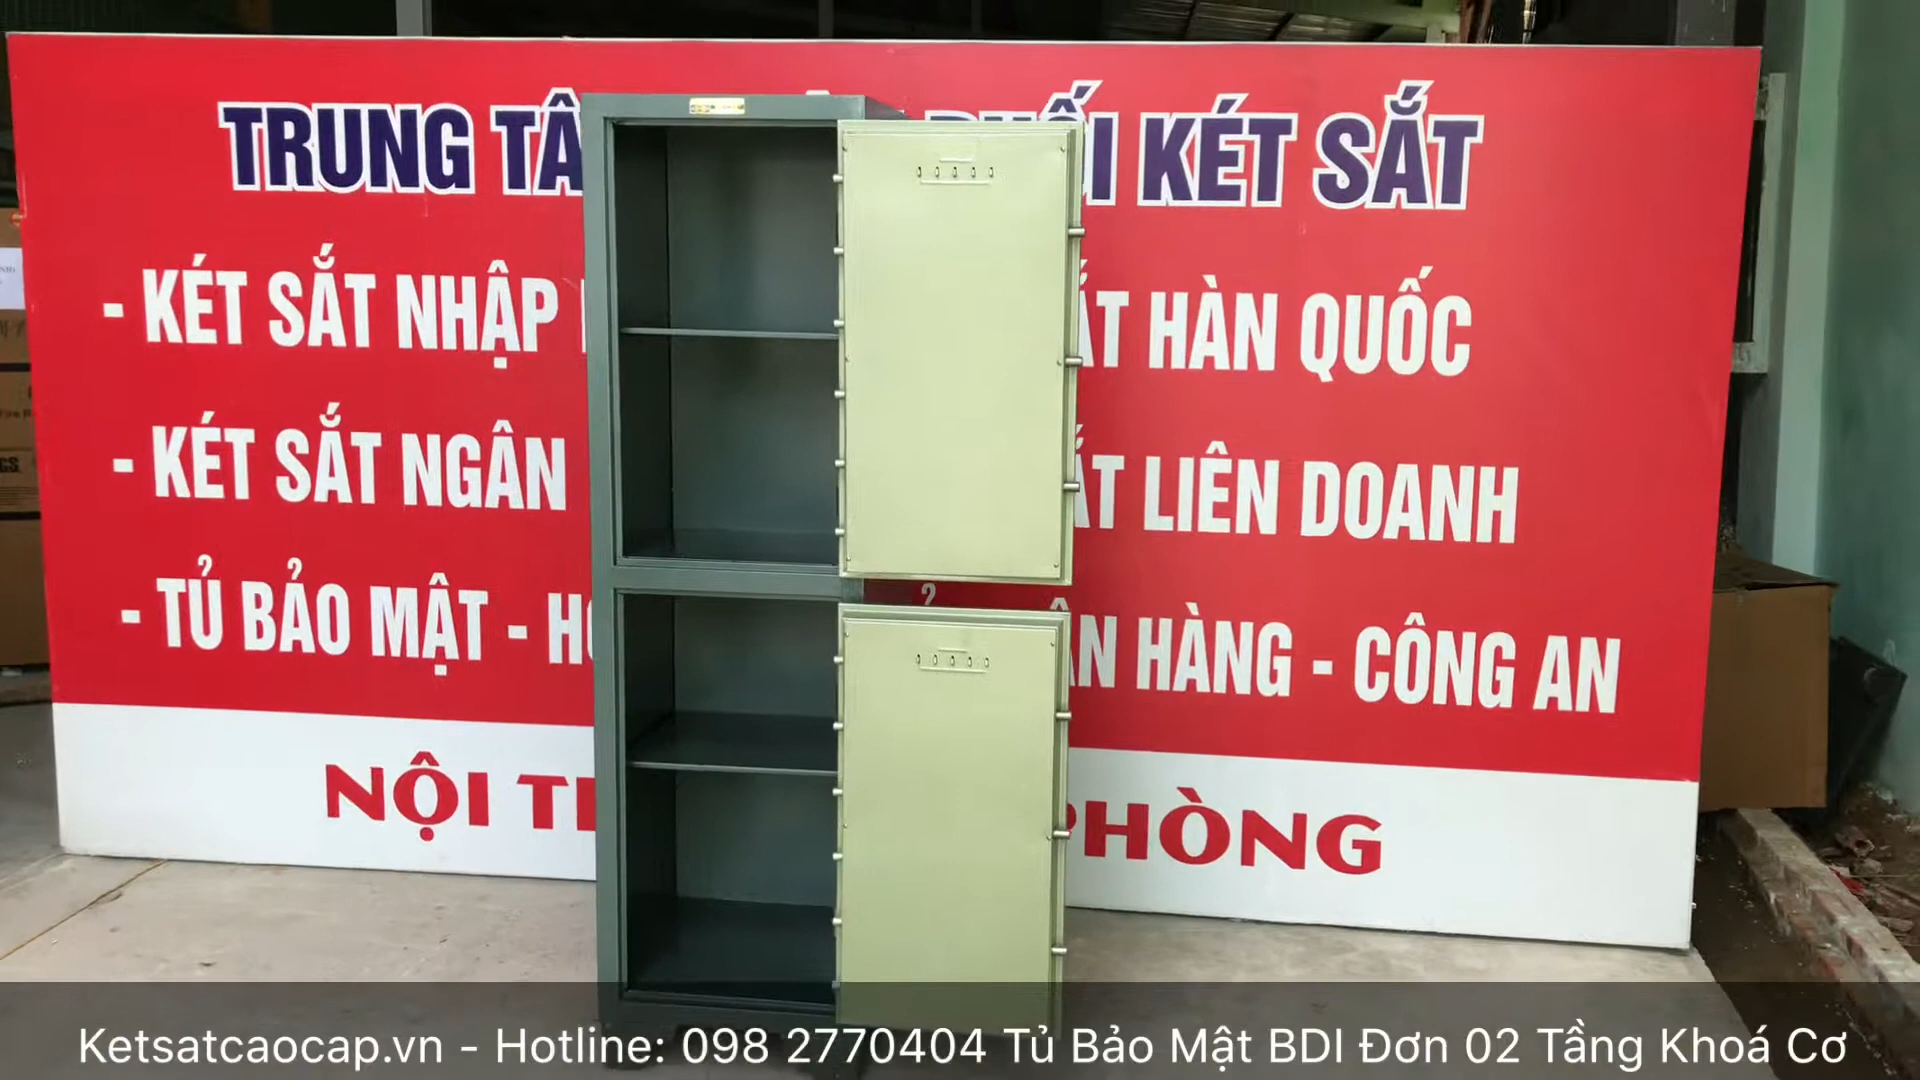 TRUNG TÂ PHỐI KÉT SẮT
- KÉT SẮT NHẬP ẮT HÀN QUỐC
- KÉT SẮT NGÂN ẮT LIÊN DOANH
- TỦ BẢO MẬT - HÀNG - CÔNG AN
NỘI PHÒNG
Ketsatcaocap.vn - Hotline: 098 2770404 Tủ Bảo Mật BDI Đơn 02 Tầng Khoá Cơ